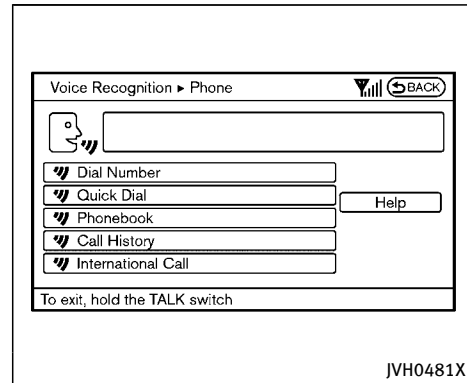 Voice Recognition ▸ Phone
BACK
Dial Number
Quick Dial
Help
Phonebook
Call History
International Call
To exit, hold the TALK switch
JVH0481X